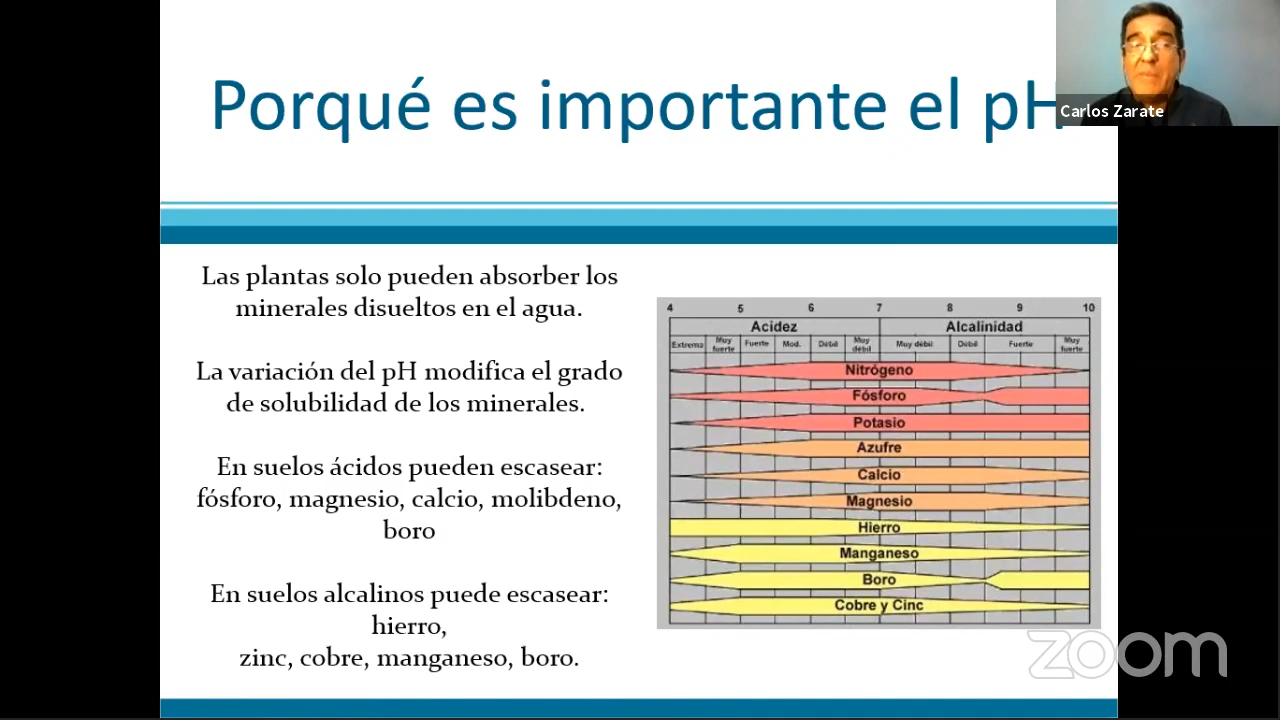 Porqué es importante el pH
Carlos Zarate
Las plantas solo pueden absorber los
minerales disueltos en el agua.
La variación del pH modifica el grado
de solubilidad de los minerales.
En suelos ácidos pueden escasear:
fósforo, magnesio, calcio, molibdeno,
boro
En suelos alcalinos puede escasear:
hierro,
zinc, cobre, manganeso, boro.
4 5 6 7 8 9 10
Acidez Alcalinidad
Extrema Muy fuerte Fuerte Mod. Débil Muy débil Muy débil Débil Fuerte Muy fuerte
Nitrógeno
Fósforo
Potasio
Azufre
Calcio
Magnesio
Hierro
Manganeso
Boro
Cobre y Cinc
zoom